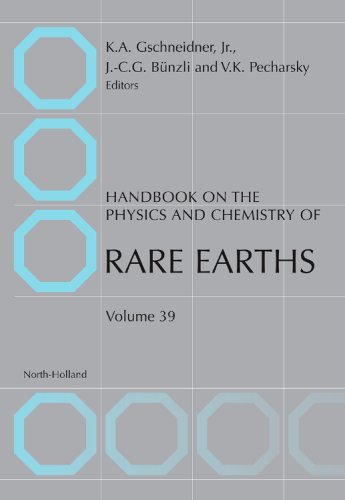 K.A. Gschneidner, Jr.,
J.-C.G. Bünzli and V.K. Pecharsky
Editors
HANDBOOK ON THE
PHYSICS AND CHEMISTRY OF
RARE EARTHS
Volume 39
North-Holland